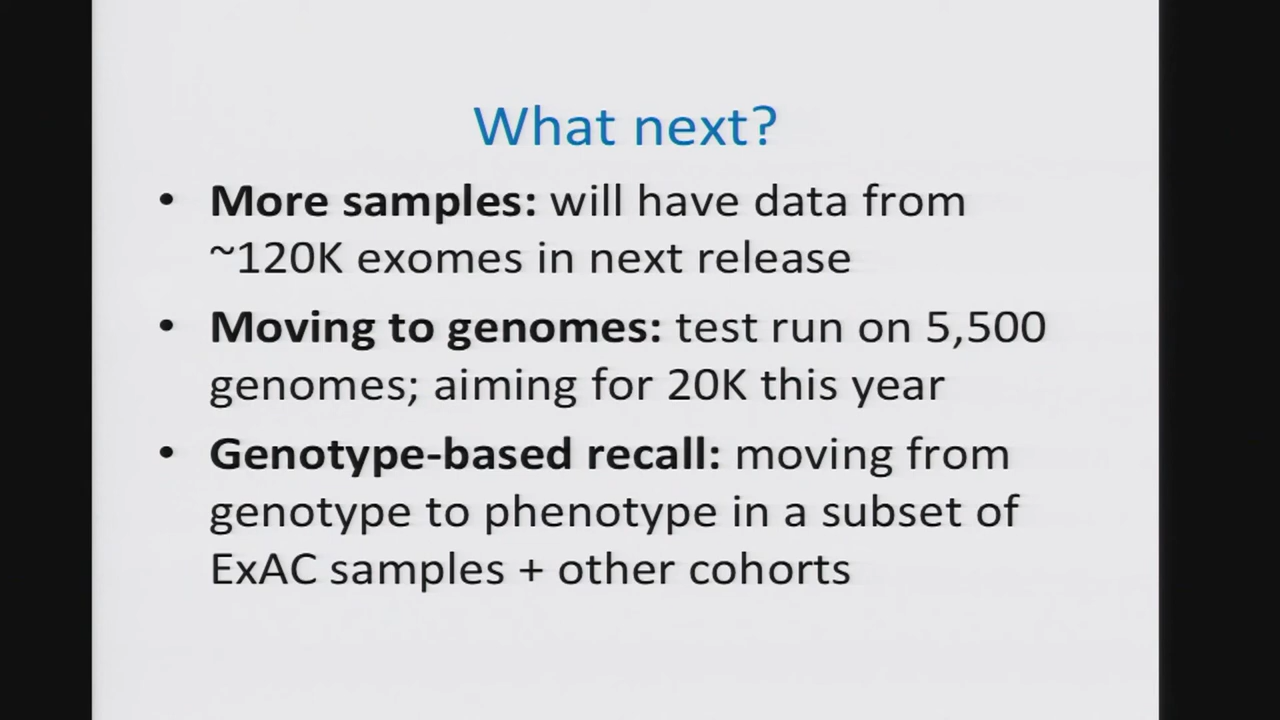 What next?
• More samples: will have data from
~120K exomes in next release
• Moving to genomes: test run on 5,500
genomes; aiming for 20K this year
• Genotype-based recall: moving from
genotype to phenotype in a subset of
ExAC samples + other cohorts